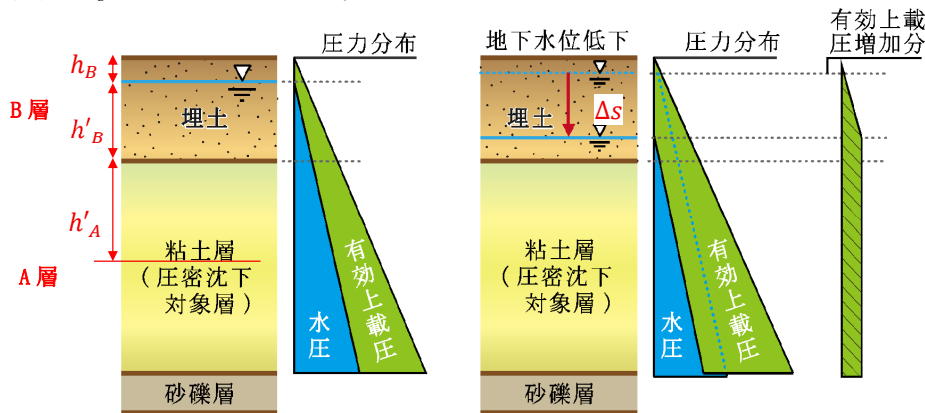 圧力分布
h_B
B層
埋土
h'_B
h'_A
粘土層
(圧密沈下
対象層)
A層
有効上載圧
水圧
砂礫層
地下水位低下
圧力分布
有効上載
圧増加分
Δs
埋土
粘土層
(圧密沈下
対象層)
有効上載圧
水圧
砂礫層